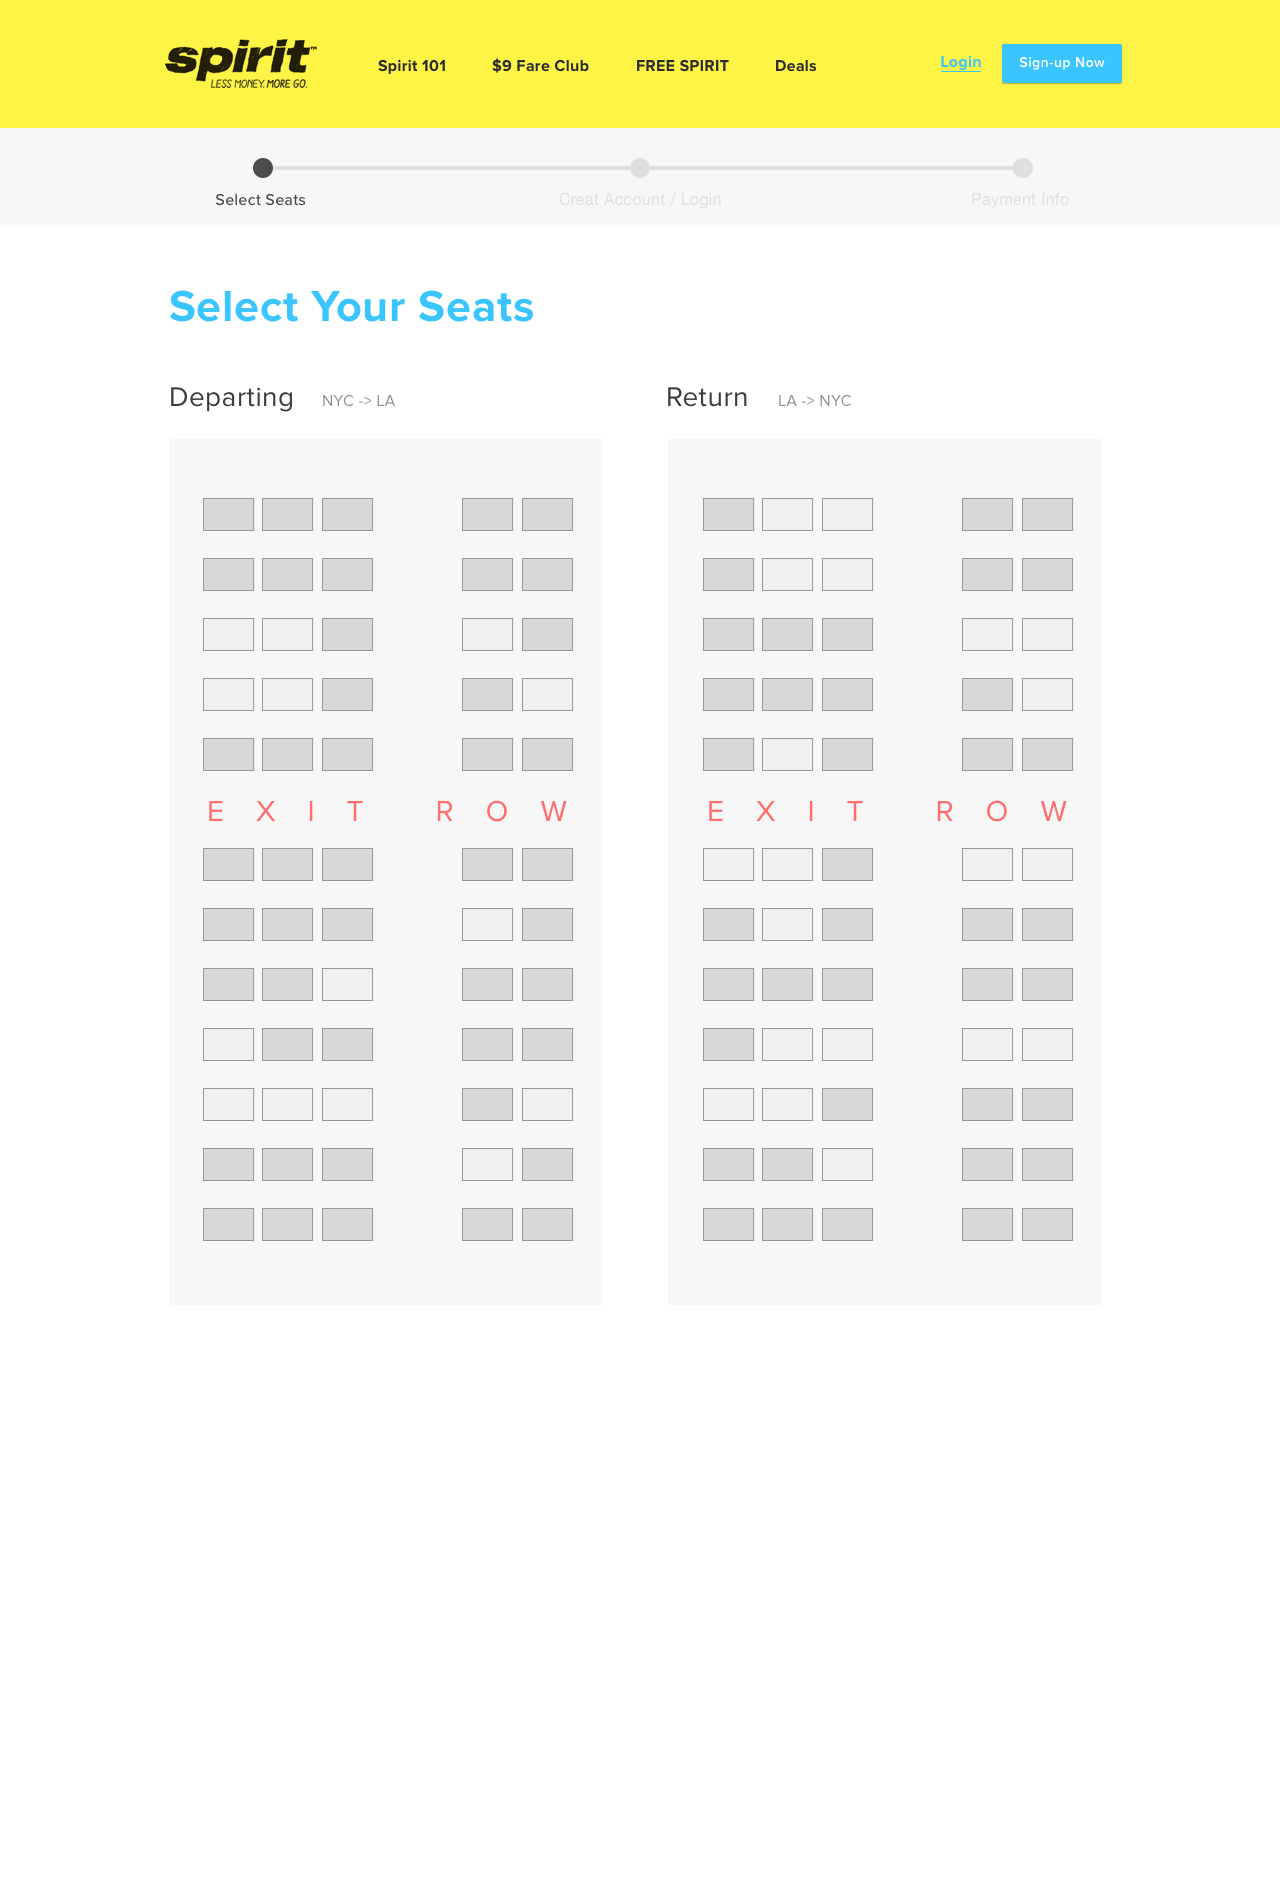 spirit™
LESS MONEY. MORE GO.
Spirit 101
$9 Fare Club
FREE SPIRIT
Deals
Login
Sign-up Now
Select Seats
Creat Account / Login
Payment Info
Select Your Seats
Departing NYC -> LA
Return LA -> NYC
E X I T R O W
E X I T R O W